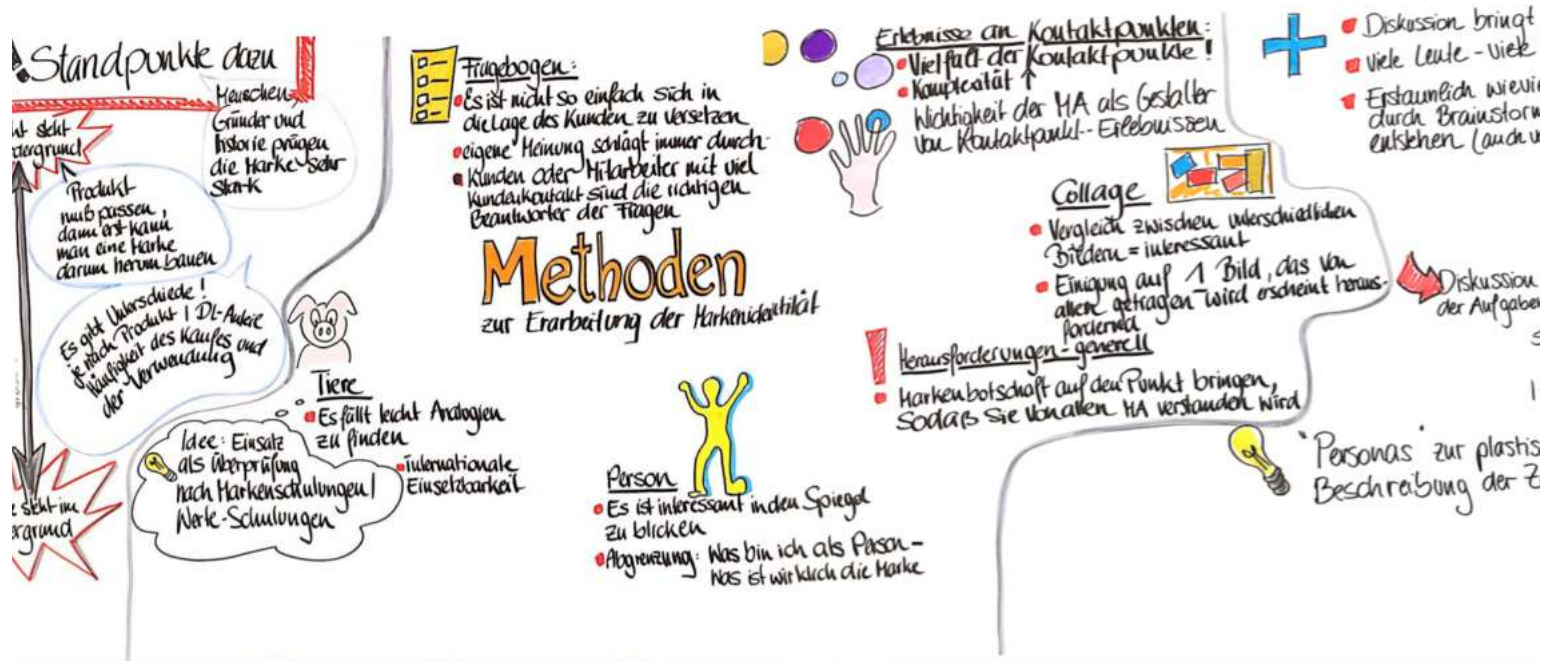 Standpunkte dazu
Menschen,
Gründer und
historie prägen
die Marke sehr
stark
steht
Produkt
muß passen,
dann erst kann
man eine Marke
darum herum bauen
Es gibt Unterschiede!
je nach Produkt / DL-Anteil
Häufigkeit des Kaufes und
der Verwendung
steht im
Fragebogen:
Es ist nicht so einfach sich in
die Lage des Kunden zu versetzen
eigene Meinung schlägt immer durch
Kunden oder Mitarbeiter mit viel
Kundenkontakt sind die richtigen
Beantworter der Fragen
Methoden
zur Erarbeitung der Markenidentität
Tiere
Es fällt leicht Analogien
zu finden
internationale
Einsetzbarkeit
Idee: Einsatz
als Überprüfung
nach Markenschulungen /
Werte-Schulungen
Person
Es ist interessant in den Spiegel
zu blicken
Abgrenzung: Was bin ich als Person -
Was ist wirklich die Marke
Erlebnisse an Kontaktpunkten:
Vielfalt der Kontaktpunkte!
Komplexität ↑
Wichtigkeit der MA als Gestalter
von Kontaktpunkt-Erlebnissen
Collage
Vergleich zwischen unterschiedlichen
Bildern = interessant
Einigung auf 1 Bild, das von
allen getragen wird erscheint heraus-
fordernd
Herausforderungen - generell
Markenbotschaft auf den Punkt bringen,
sodaß sie von allen MA verstanden wird
Diskussion bringt
viele Leute - viele
Erstaunlich
durch Brainstorm
entstehen (auch
Diskussion
der Aufgaben
"Personas" zur plastis
Beschreibung der Z